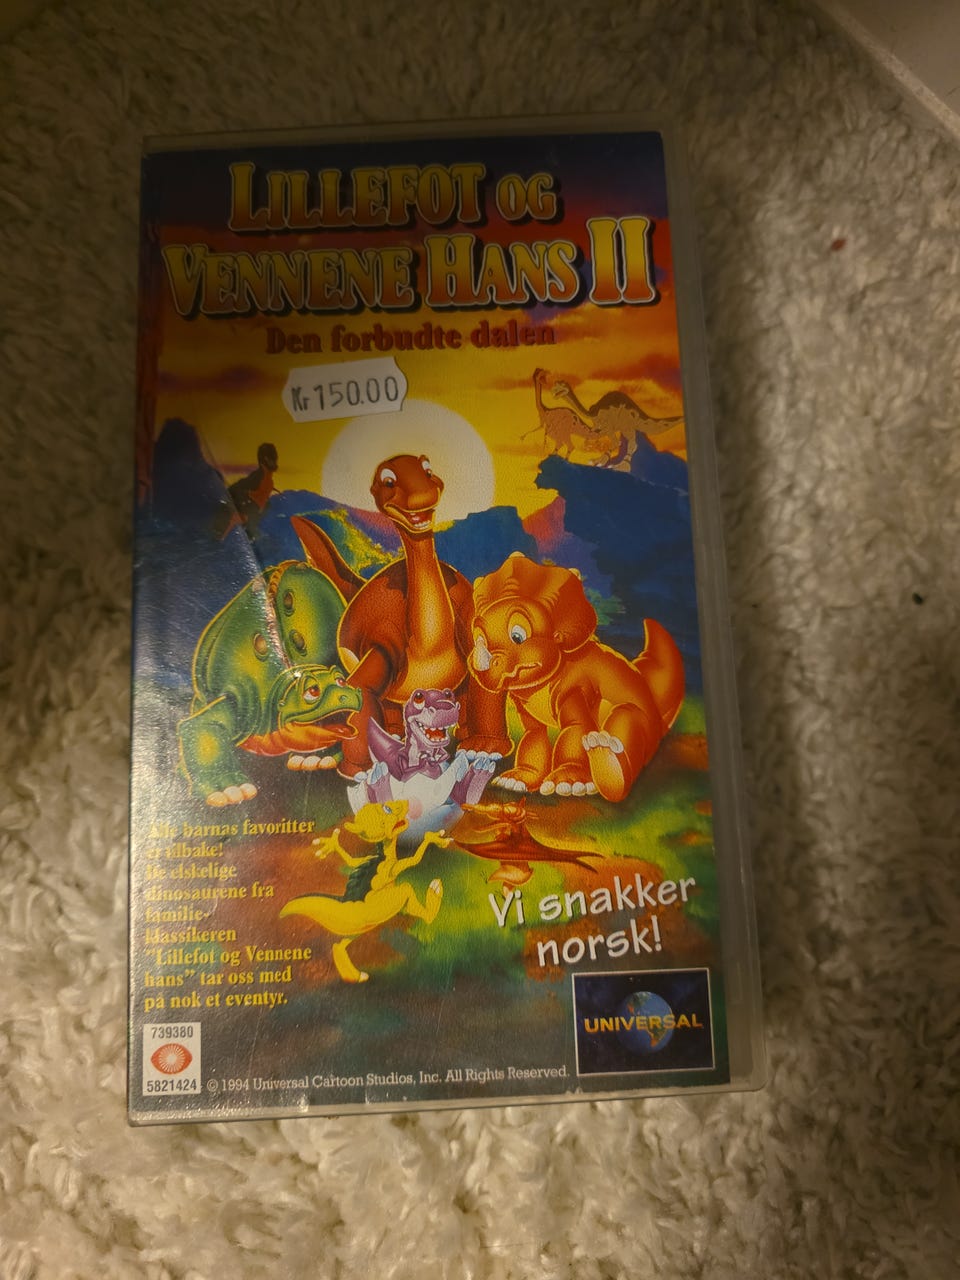 LILLEFOT OG
VENNENE HANS II
Den forbudte dalen
Kr 150.00
Alle barnas favoritter
er tilbake!
De elskelige
dinosaurene fra
familie-
klassikeren
"Lillefot og Vennene
hans" tar oss med
på nok et eventyr.
Vi snakker
norsk!
UNIVERSAL
739380
5821424
© 1994 Universal Cartoon Studios, Inc. All Rights Reserved.